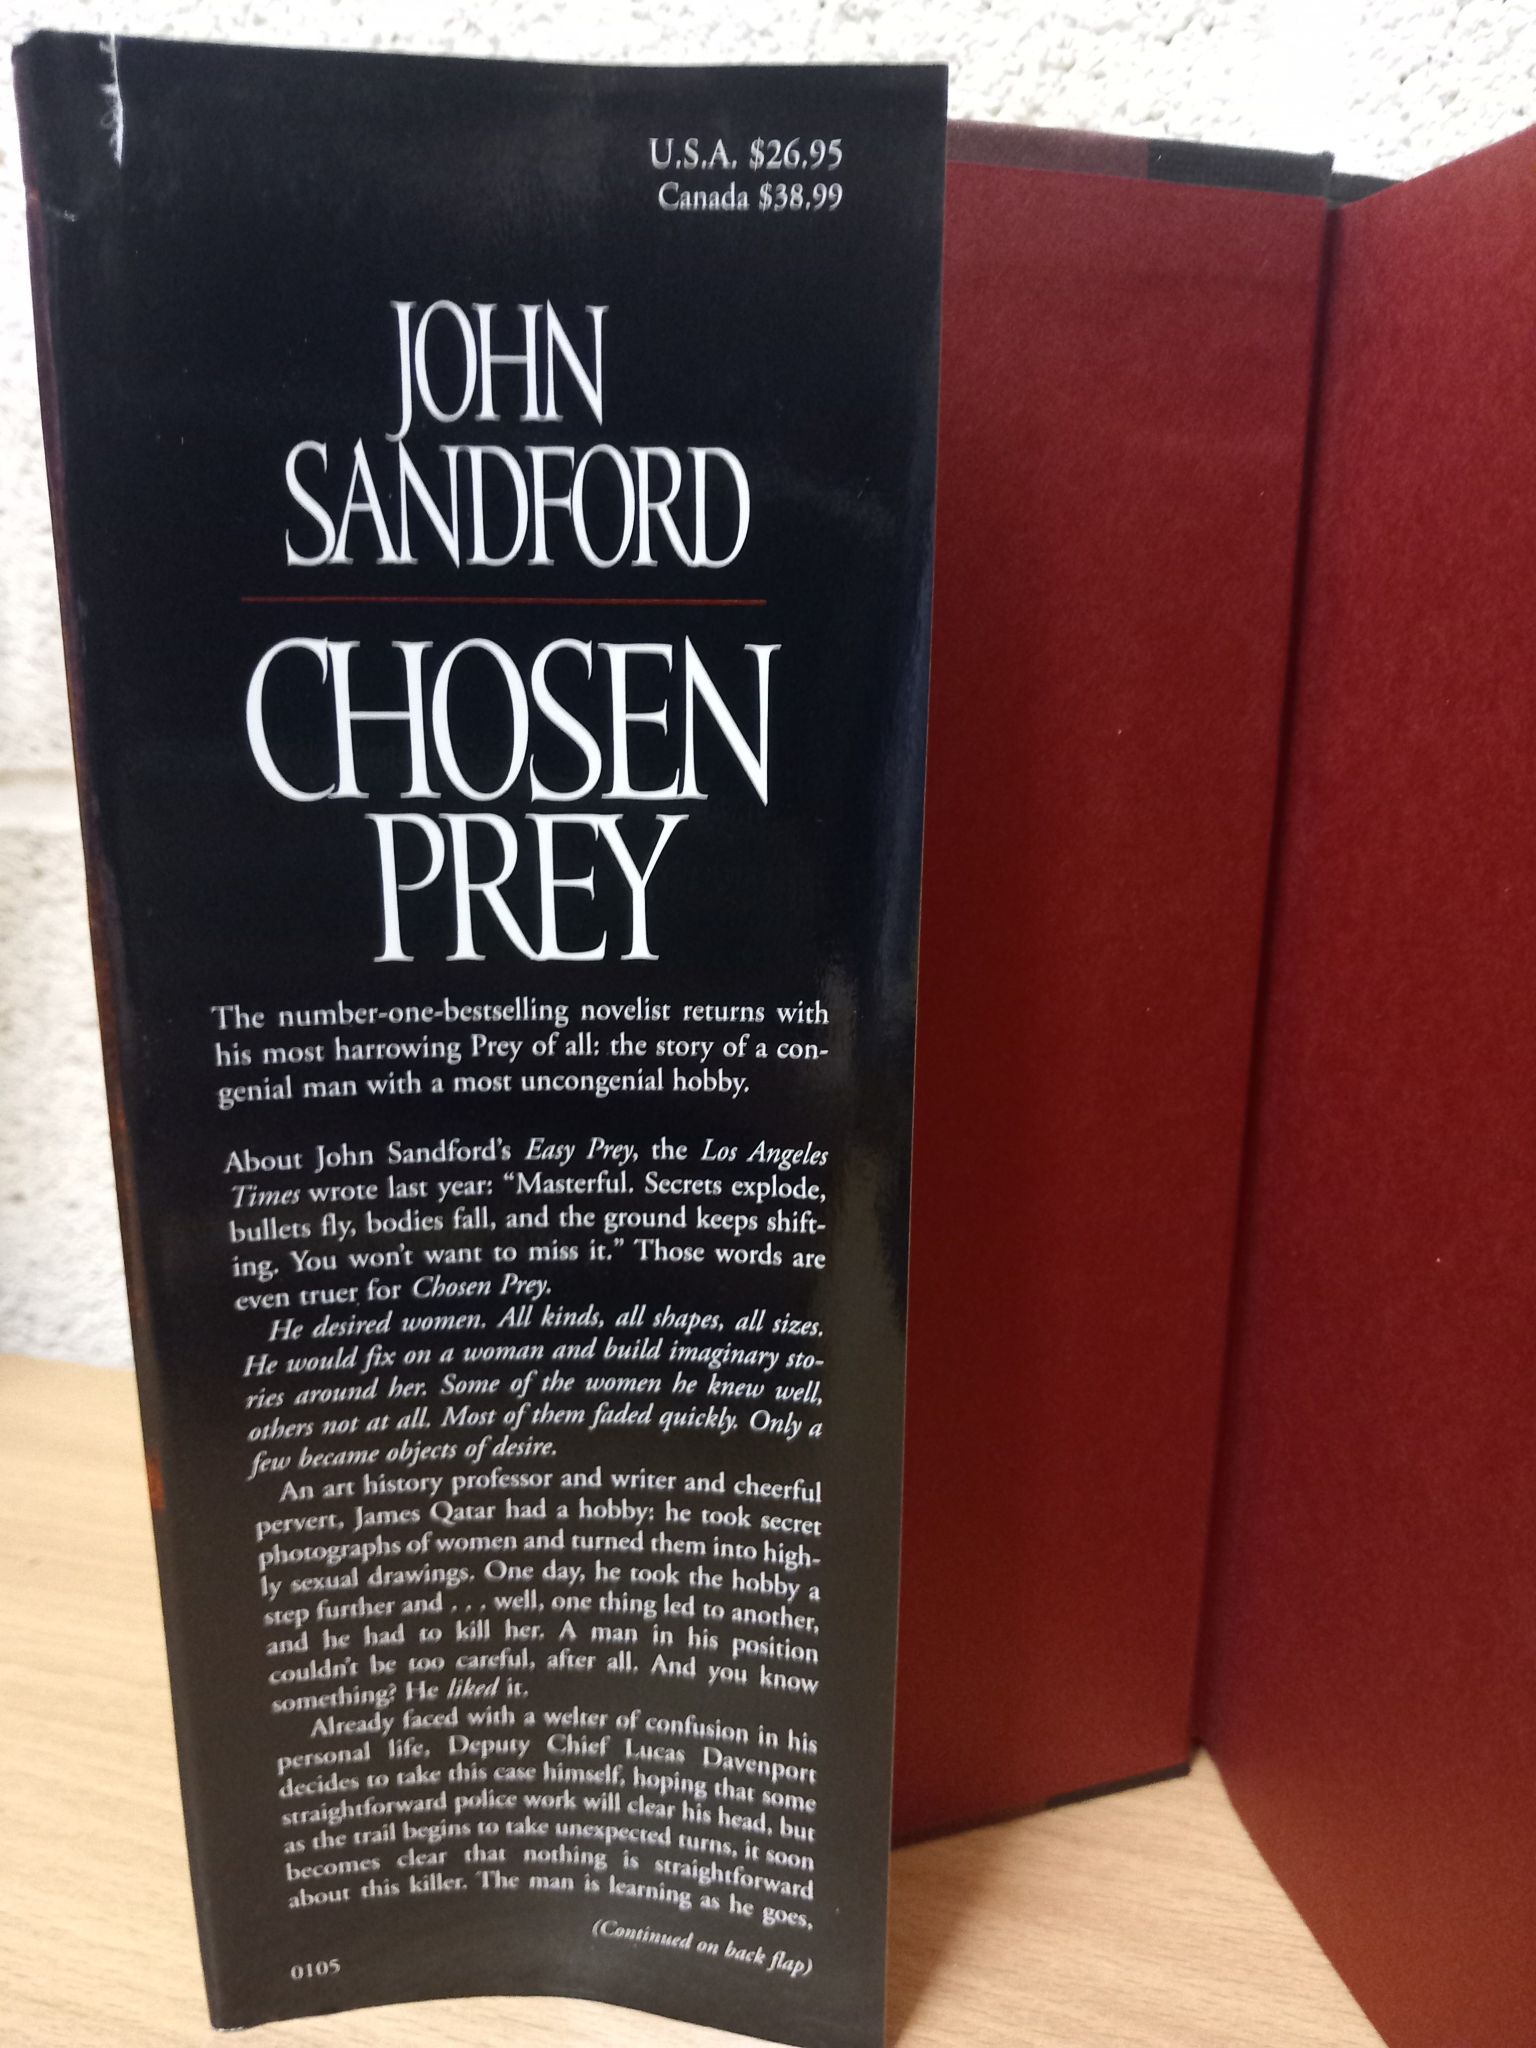 U.S.A. $26.95
Canada $38.99
JOHN
SANDFORD
CHOSEN
PREY
The number-one-bestselling novelist returns with
his most harrowing Prey of all: the story of a con-
genial man with a most uncongenial hobby.
About John Sandford's Easy Prey, the Los Angeles
Times wrote last year: “Masterful. Secrets explode,
bullets fly, bodies fall, and the ground keeps shift-
ing. You won't want to miss it.” Those words are
even truer for Chosen Prey.
He desired women. All kinds, all shapes, all sizes.
He would fix on a woman and build imaginary sto-
ries around her. Some of the women he knew well,
others not at all. Most of them faded quickly. Only a
few became objects of desire.
An art history professor and writer and cheerful
pervert, James Qatar had a hobby: he took secret
photographs of women and turned them into high-
ly sexual drawings. One day, he took the hobby a
step further and . . . well, one thing led to another,
and he had to kill her. A man in his position
couldn't be too careful, after all. And you know
something? He liked it.
Already faced with a welter of confusion in his
personal life, Deputy Chief Lucas Davenport
decides to take this case himself, hoping that some
straightforward police work will clear his head, but
as the trail begins to take unexpected turns, it soon
becomes clear that nothing is straightforward
about this killer. The man is learning as he goes,
(Continued on back flap)
0105